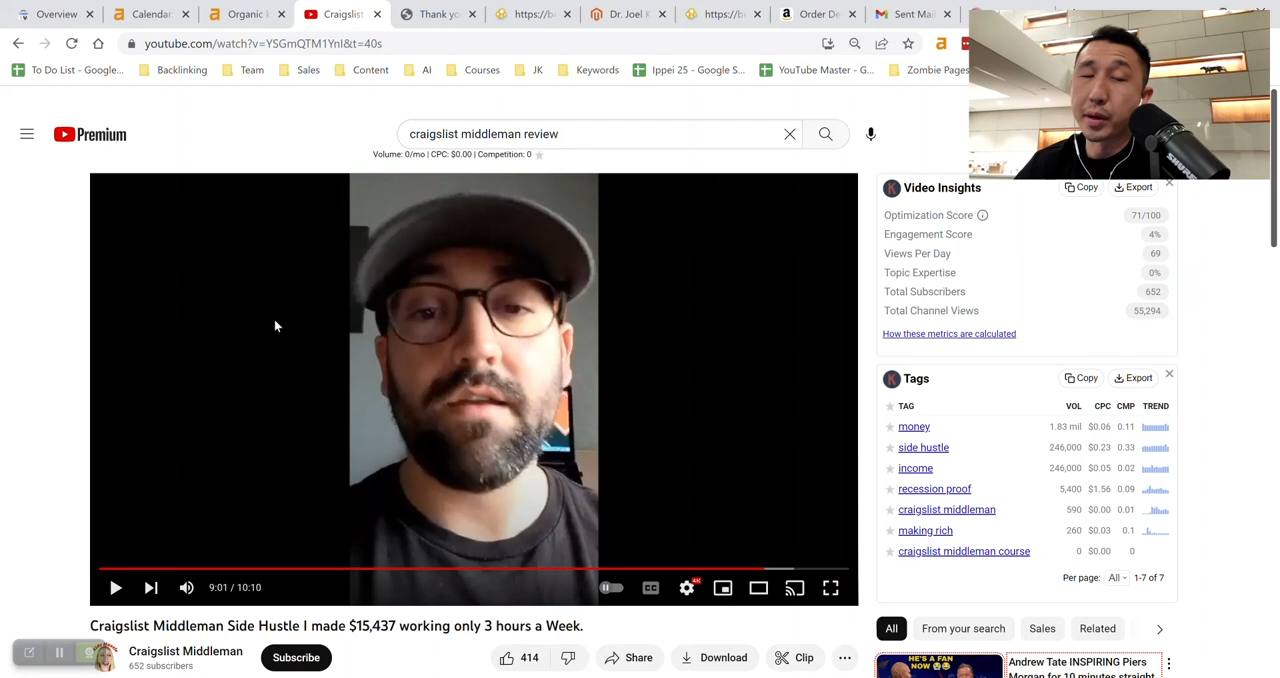 Overview
Calendar
Organic k
Craigslist
Thank yo
https://b
Dr. Joel K
https://b
Order De
Sent Mai
youtube.com/watch?v=YSGmQTM1YnI&t=40s
To Do List - Google...
Backlinking
Team
Sales
Content
AI
Courses
JK
Keywords
Ippei 25 - Google S...
YouTube Master - G...
Zombie Pages
Premium
craigslist middleman review
Volume: 0/mo | CPC: $0.00 | Competition: 0
SHURE
Video Insights
Copy
Export
Optimization Score
71/100
Engagement Score
4%
Views Per Day
69
Topic Expertise
0%
Total Subscribers
652
Total Channel Views
55,294
How these metrics are calculated
Tags
Copy
Export
TAG VOL CPC CMP TREND
money 1.83 mil $0.06 0.11
side hustle 246,000 $0.23 0.33
income 246,000 $0.05 0.02
recession proof 5,400 $1.56 0.09
craigslist middleman 590 $0.00 0.01
making rich 260 $0.03 0.1
craigslist middleman course 0 $0.00 0
Per page: All 1-7 of 7
9:01 / 10:10
CC
4K
Craigslist Middleman Side Hustle I made $15,437 working only 3 hours a Week.
Craigslist Middleman
652 subscribers
Subscribe
414
Share
Download
Clip
All
From your search
Sales
Related
HE'S A FAN
NOW
Andrew Tate INSPIRING Piers
Morgan for 10 minutes straight